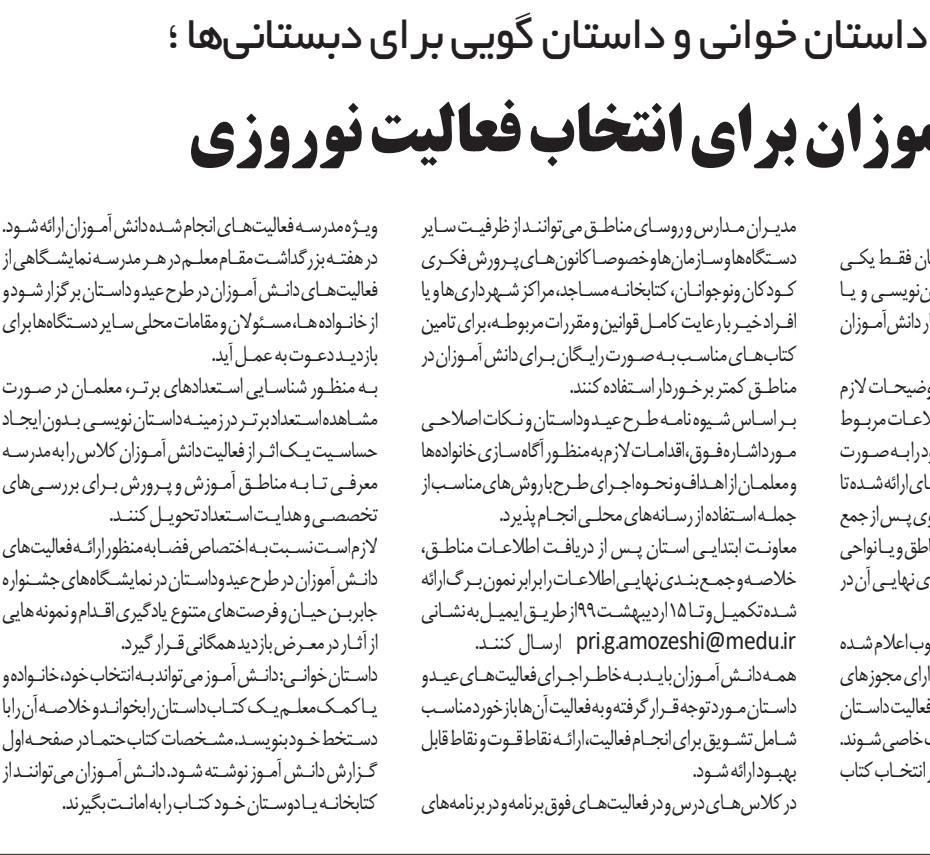 داستان خوانی و داستان گویی برای دبستانی‌ها ؛
برای انتخاب فعالیت نوروزی
فقط یکی
و یا
دانش‌آموزان
لازم
مربوط
به صورت
ارائه شده تا
پس از جمع
و یا نواحی
نهایی آن در
اعلام شده
مجوزهای
فعالیت داستان
خاصی شوند.
انتخاب کتاب
مدیران مدارس و روسای مناطق می‌توانند از ظرفیت سایر
دستگاه‌ها و سازمان‌ها و خصوصا کانون‌های پرورش فکری
کودکان ونوجوانان، کتابخانه مساجد، مراکز شهرداری‌ها و یا
افراد خیر با رعایت کامل قوانین و مقررات مربوطه، برای تامین
کتاب‌های مناسب به صورت رایگان برای دانش آموزان در
مناطق کمتر برخوردار استفاده کنند.
بر اساس شیوه نامه طرح عید و داستان و نکات اصلاحی
مورد اشاره فوق، اقدامات لازم به منظور آگاه سازی خانواده‌ها
و معلمان از اهداف و نحوه اجرای طرح با روش‌های مناسب از
جمله استفاده از رسانه‌های محلی انجام پذیرد.
معاونت ابتدایی استان پس از دریافت اطلاعات مناطق،
خلاصه و جمع بندی نهایی اطلاعات را برابر نمون برگ ارائه
شده تکمیل و تا ۱۵ اردیبهشت ۹۹ از طریق ایمیل به نشانی
pri.g.amozeshi@medu.ir ارسال کنند.
همه دانش آموزان باید به خاطر اجرای فعالیت‌های عید و
داستان مورد توجه قرار گرفته و به فعالیت آن‌ها بازخورد مناسب
شامل تشویق برای انجام فعالیت، ارائه نقاط قوت و نقاط قابل
بهبود ارائه شود.
در کلاس‌های درس و در فعالیت‌های فوق برنامه و در برنامه‌های
ویژه مدرسه فعالیت‌های انجام شده دانش آموزان ارائه شود.
در هفته بزرگداشت مقام معلم در هر مدرسه نمایشگاهی از
فعالیت‌های دانش آموزان در طرح عید و داستان برگزار شود و
از خانواده ها، مسئولان و مقامات محلی سایر دستگاه‌ها برای
بازدید دعوت به عمل آید.
به منظور شناسایی استعدادهای برتر، معلمان در صورت
مشاهده استعداد برتر در زمینه داستان نویسی بدون ایجاد
حساسیت یک اثر از فعالیت دانش آموزان کلاس را به مدرسه
معرفی تا به مناطق آموزش و پرورش برای بررسی‌های
تخصصی و هدایت استعداد تحویل کنند.
لازم است نسبت به اختصاص فضا به منظور ارائه فعالیت‌های
دانش آموزان در طرح عید و داستان در نمایشگاه‌های جشنواره
جابربن حیان و فرصت‌های متنوع یادگیری اقدام و نمونه هایی
از آثار در معرض بازدید همگانی قرار گیرد.
داستان خوانی: دانش آموز می‌تواند به انتخاب خود، خانواده و
یا کمک معلم یک کتاب داستان را بخواند و خلاصه آن را با
دستخط خود بنویسد. مشخصات کتاب حتما در صفحه اول
گزارش دانش آموز نوشته شود. دانش آموزان می‌توانند از
کتابخانه یا دوستان خود کتاب را به امانت بگیرند.